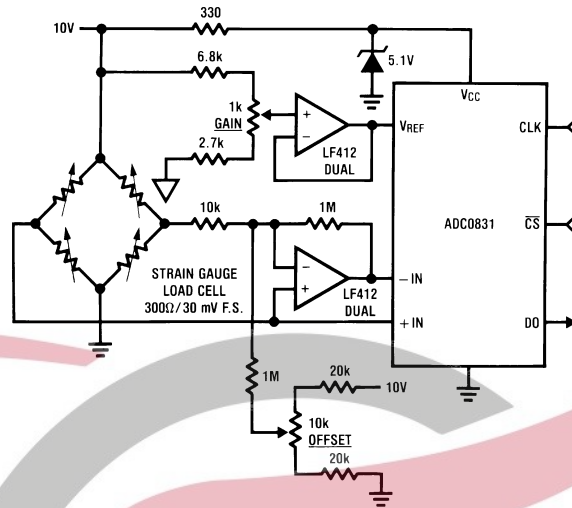 330
10V
5.1V
6.8k
1k
GAIN
2.7k
+
−
LF412
DUAL
VCC
VREF
CLK
ADC0831
CS
DO
−IN
+IN
10k
1M
−
+
LF412
DUAL
STRAIN GAUGE
LOAD CELL
300Ω/30 mV F.S.
1M
20k
10V
10k
OFFSET
20k